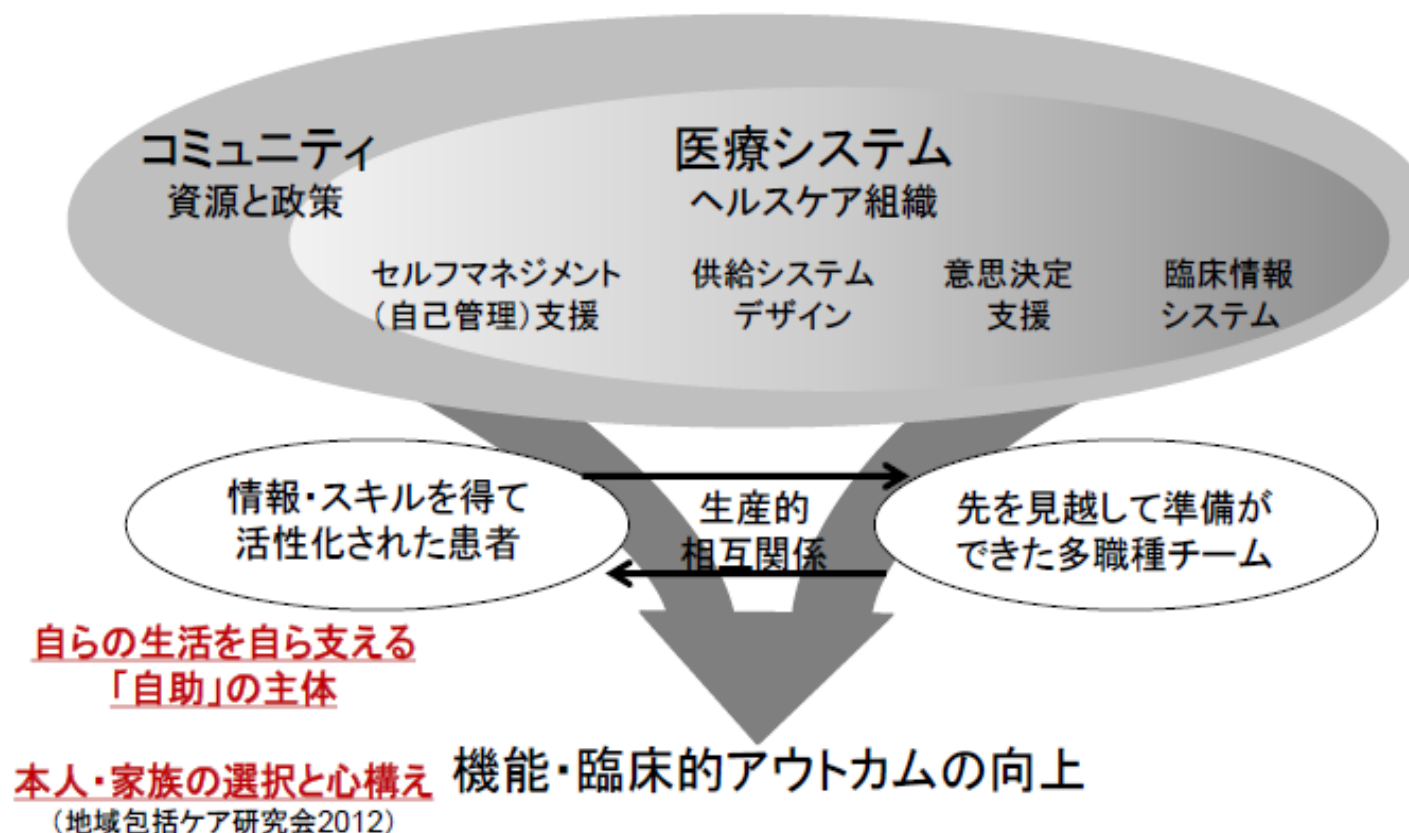 コミュニティ
資源と政策
医療システム
ヘルスケア組織
セルフマネジメント
（自己管理）支援
供給システム
デザイン
意思決定
支援
臨床情報
システム
情報・スキルを得て
活性化された患者
生産的
相互関係
先を見越して準備が
できた多職種チーム
自らの生活を自ら支える
「自助」の主体
本人・家族の選択と心構え
（地域包括ケア研究会2012）
機能・臨床的アウトカムの向上